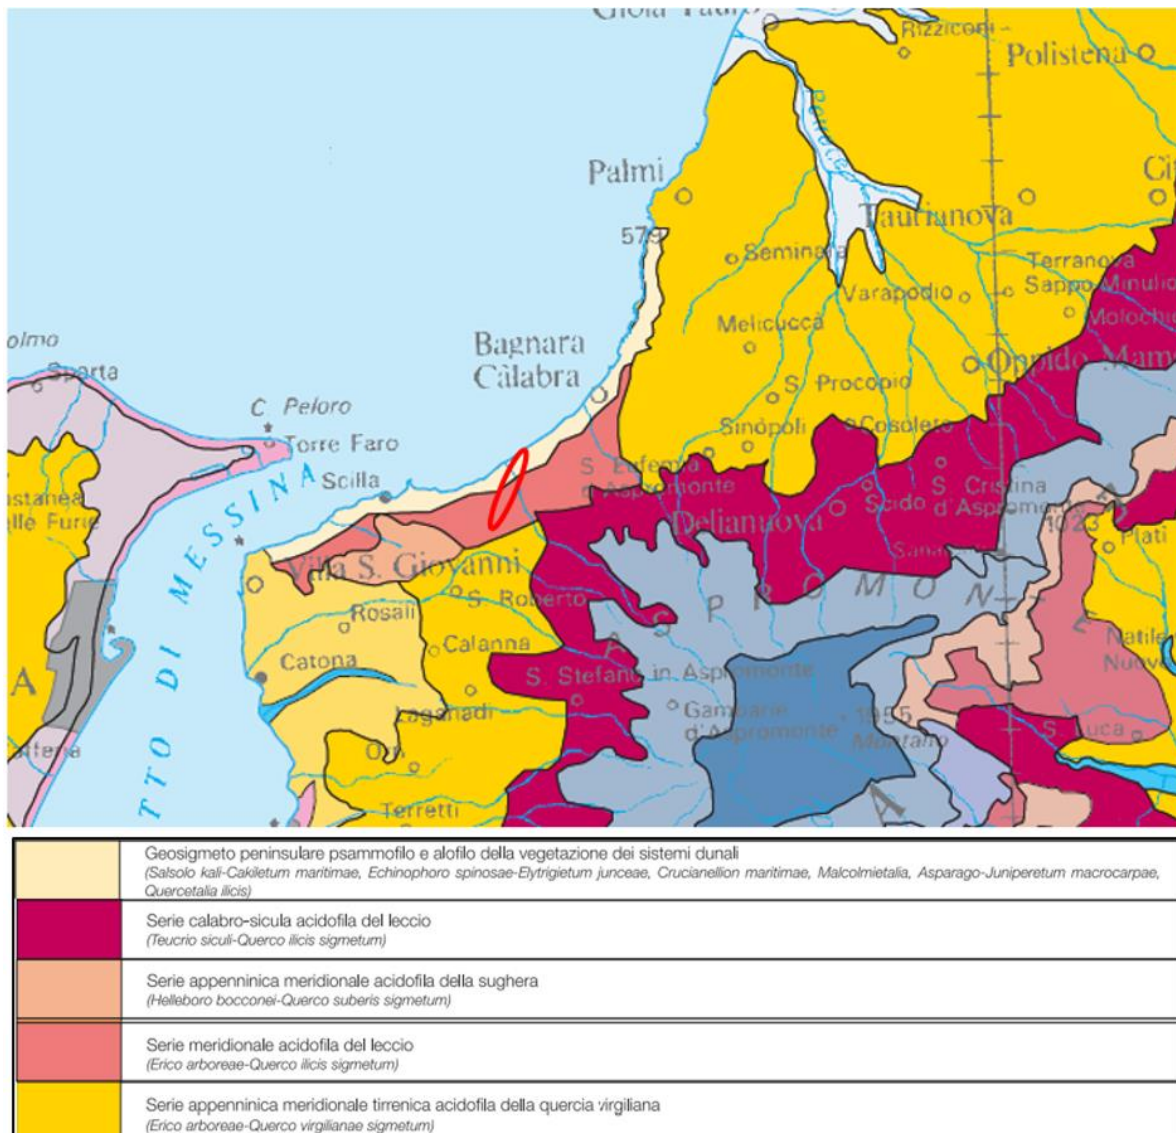 Gioia Tauro
Rizziconi
Polistena
Palmi
Taurianova
579
Seminara
Terranova
Sappo Minulio
Varapodio
Molochio
Melicuccà
Bagnara
Càlabra
Oppido Mam
S. Procopio
Sparta
C. Peloro
Torre Faro
Sinòpoli
Cosoleto
Scilla
S. Eufemia
d'Aspromonte
S. Cristina
d'Aspromonte
Scido
Delianuova
1023
Platì
Villa S. Giovanni
S. Roberto
Rosalì
Calanna
Catona
Natile
Nuovo
STRETTO DI MESSINA
ASPROMONTE
S. Stefano in Aspromonte
Laganadi
Gambarie
d'Aspromonte
1955
Montalto
S. Luca
Ortì
Terreti
Geosigmeto peninsulare psammofilo e alofilo della vegetazione dei sistemi dunali
(Salsolo kali-Cakiletum maritimae, Echinophoro spinosae-Elytrigietum junceae, Crucianellion maritimae, Malcolmietalia, Asparago-Juniperetum macrocarpae,
Quercetalia ilicis)
Serie calabro-sicula acidofila del leccio
(Teucrio siculi-Querco ilicis sigmetum)
Serie appenninica meridionale acidofila della sughera
(Helleboro bocconei-Querco suberis sigmetum)
Serie meridionale acidofila del leccio
(Erico arboreae-Querco ilicis sigmetum)
Serie appenninica meridionale tirrenica acidofila della quercia virgiliana
(Erico arboreae-Querco virgilianae sigmetum)